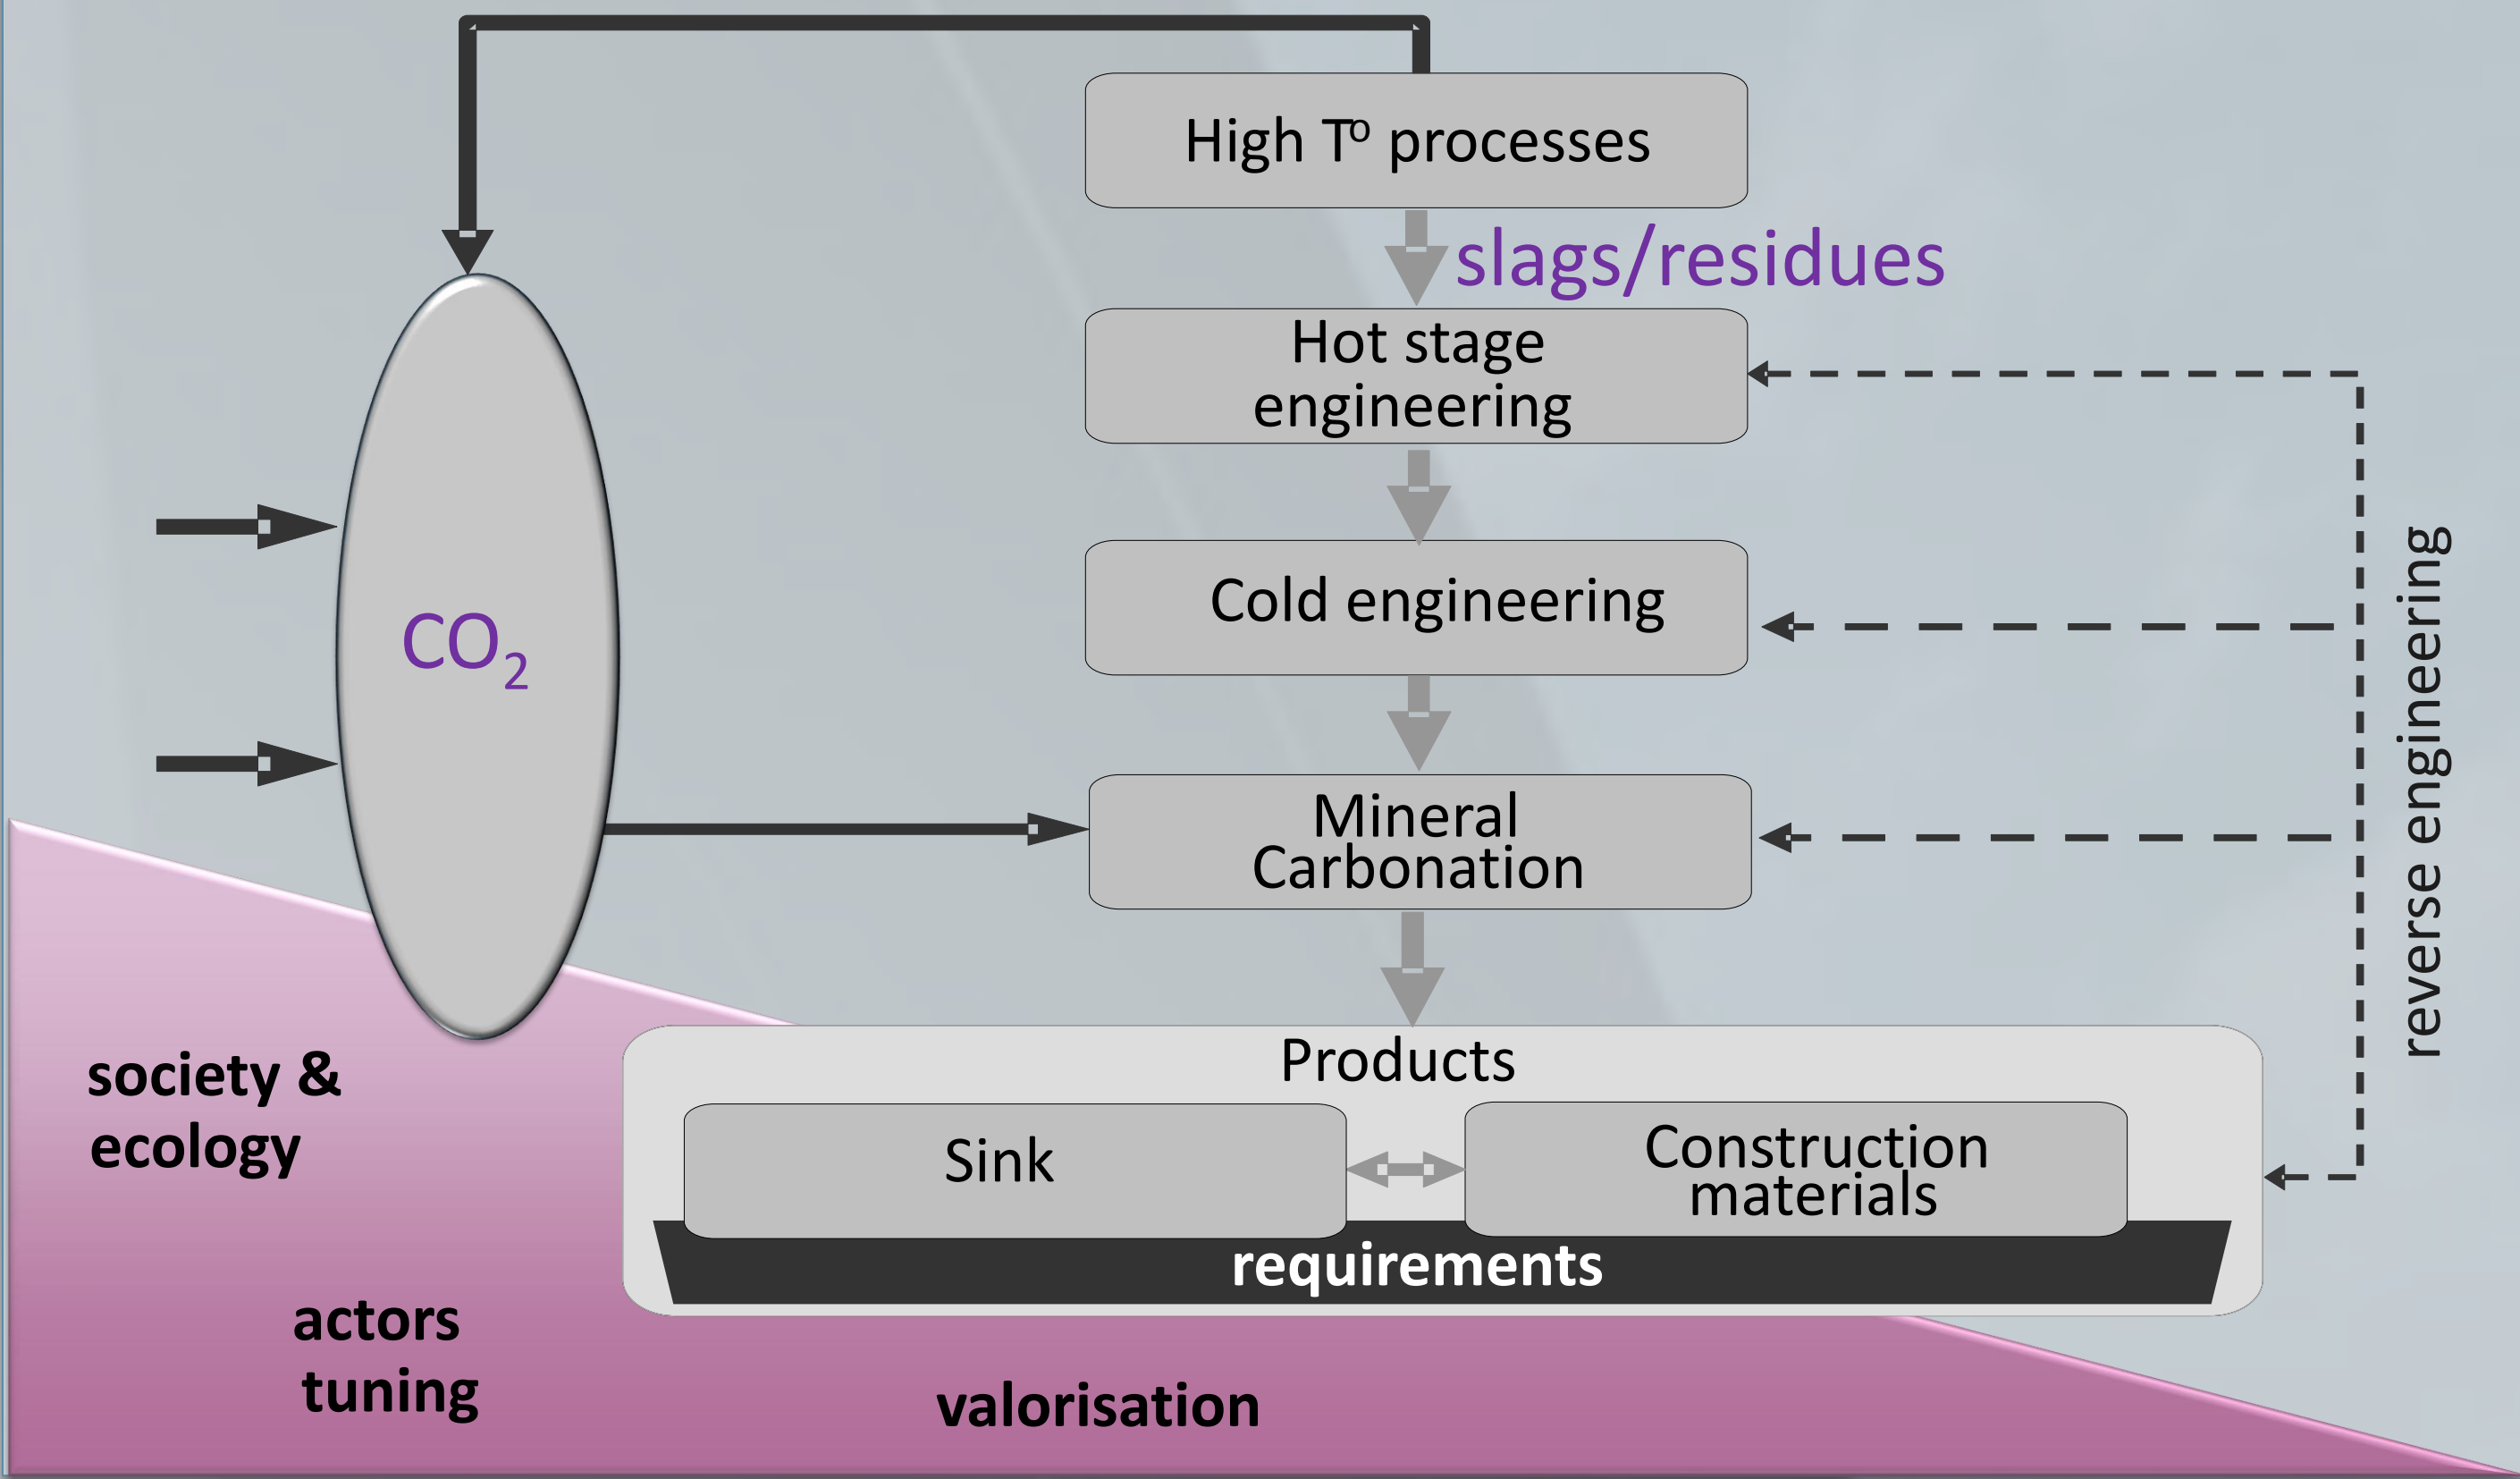 High Tº processes
slags/residues
Hot stage
engineering
Cold engineering
CO₂
Mineral
Carbonation
reverse engineering
Products
Sink
Construction
materials
requirements
society &
ecology
actors
tuning
valorisation